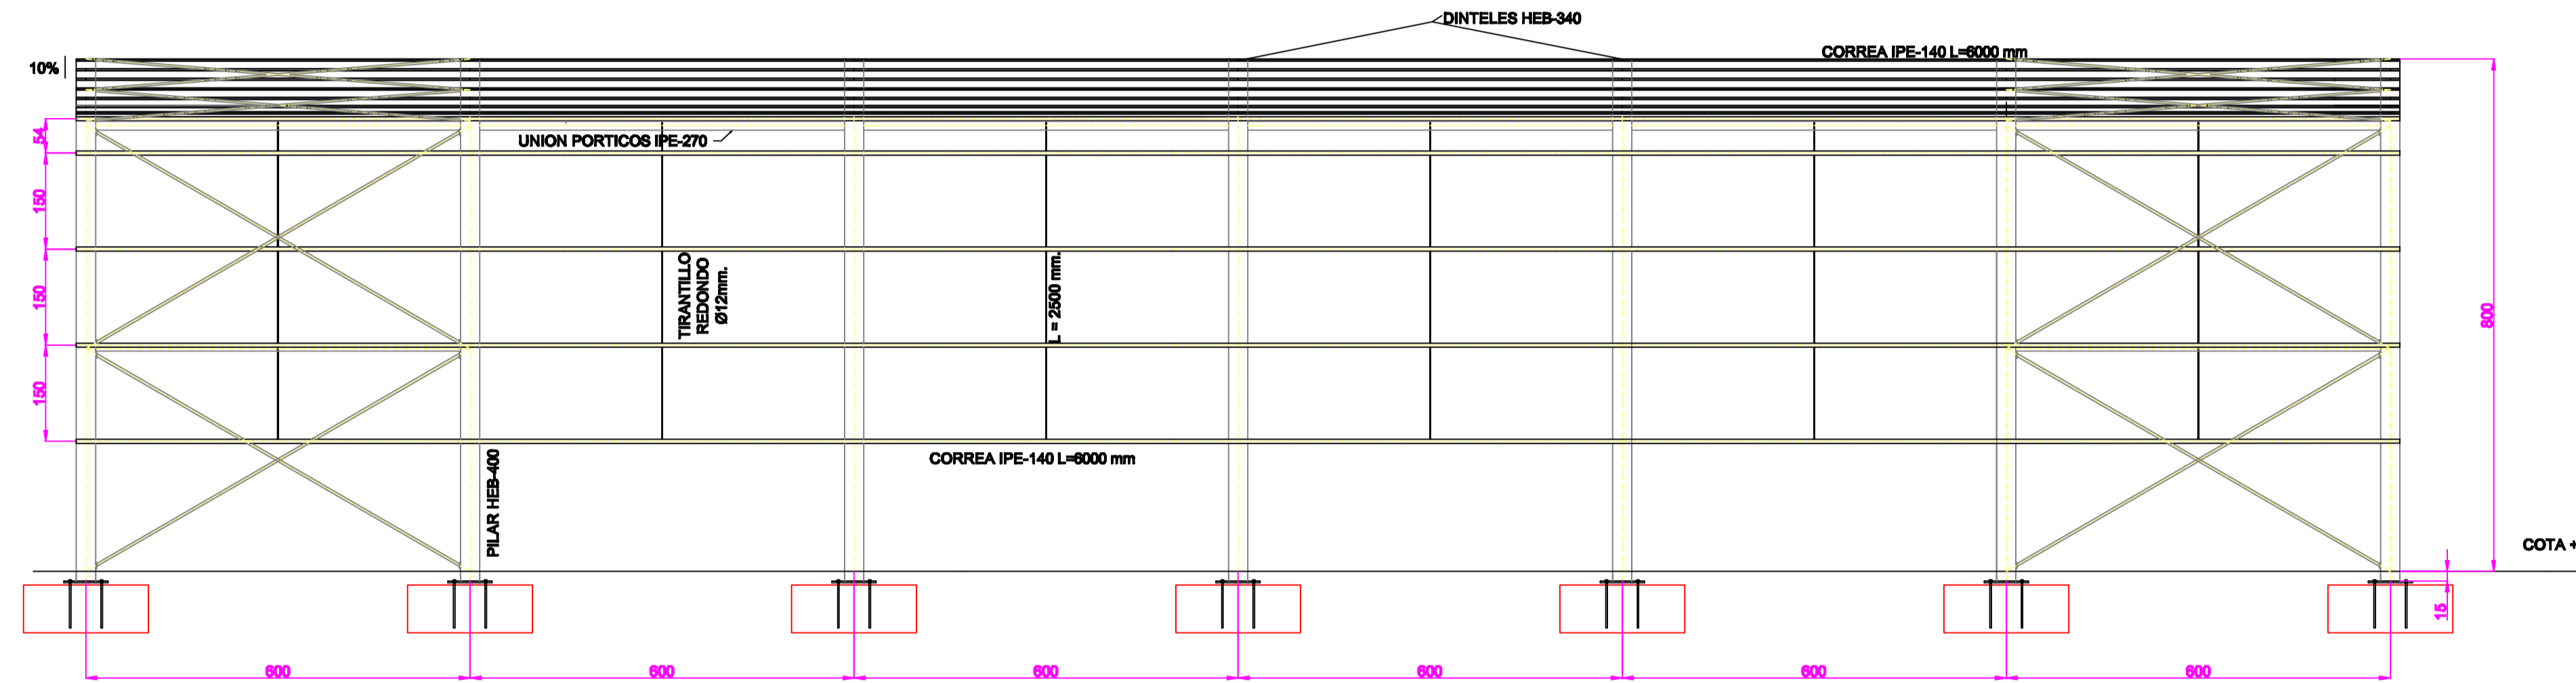 DINTELES HEB-340
CORREA IPE-140 L=6000 mm
10%
54
UNION PORTICOS IPE-270
150
TIRANTILLO
REDONDO
Ø12mm.
L = 2500 mm.
150
800
150
CORREA IPE-140 L=6000 mm
PILAR HEB-400
COTA +
15
600
600
600
600
600
600